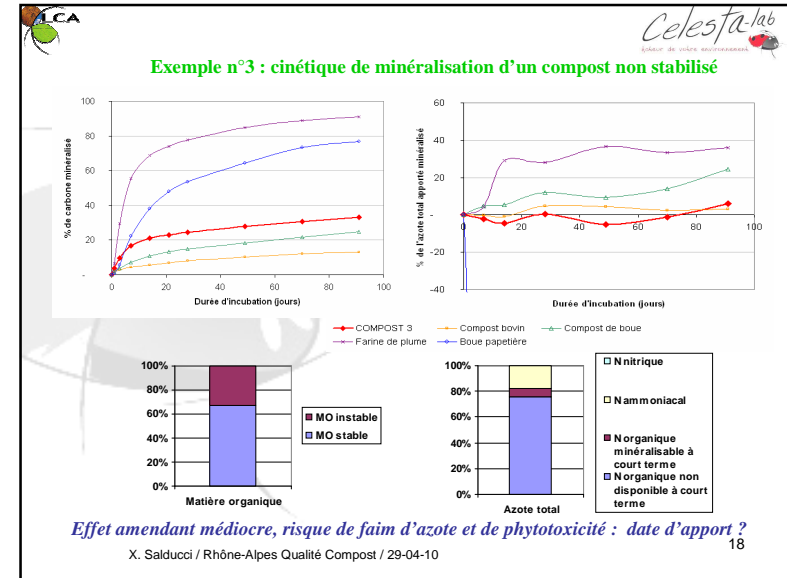 LCA
Celesta-lab
Exemple n°3 : cinétique de minéralisation d'un compost non stabilisé
% de carbone minéralisé
100
80
60
40
20
-
0 20 40 60 80 100
Durée d'incubation (jours)
% de l'azote total apporté minéralisé
60
40
20
-
-20
-40
20 40 60 80 100
Durée d'incubation (jours)
COMPOST 3 Compost bovin Compost de boue
Farine de plume Boue papetière
100%
80%
60%
40%
20%
0%
Matière organique
MO instable
MO stable
100%
80%
60%
40%
20%
0%
Azote total
N nitrique
N ammoniacal
N organique
minéralisable à
court terme
N organique non
disponible à court
terme
Effet amendant médiocre, risque de faim d'azote et de phytotoxicité : date d'apport ?
X. Salducci / Rhône-Alpes Qualité Compost / 29-04-10
18